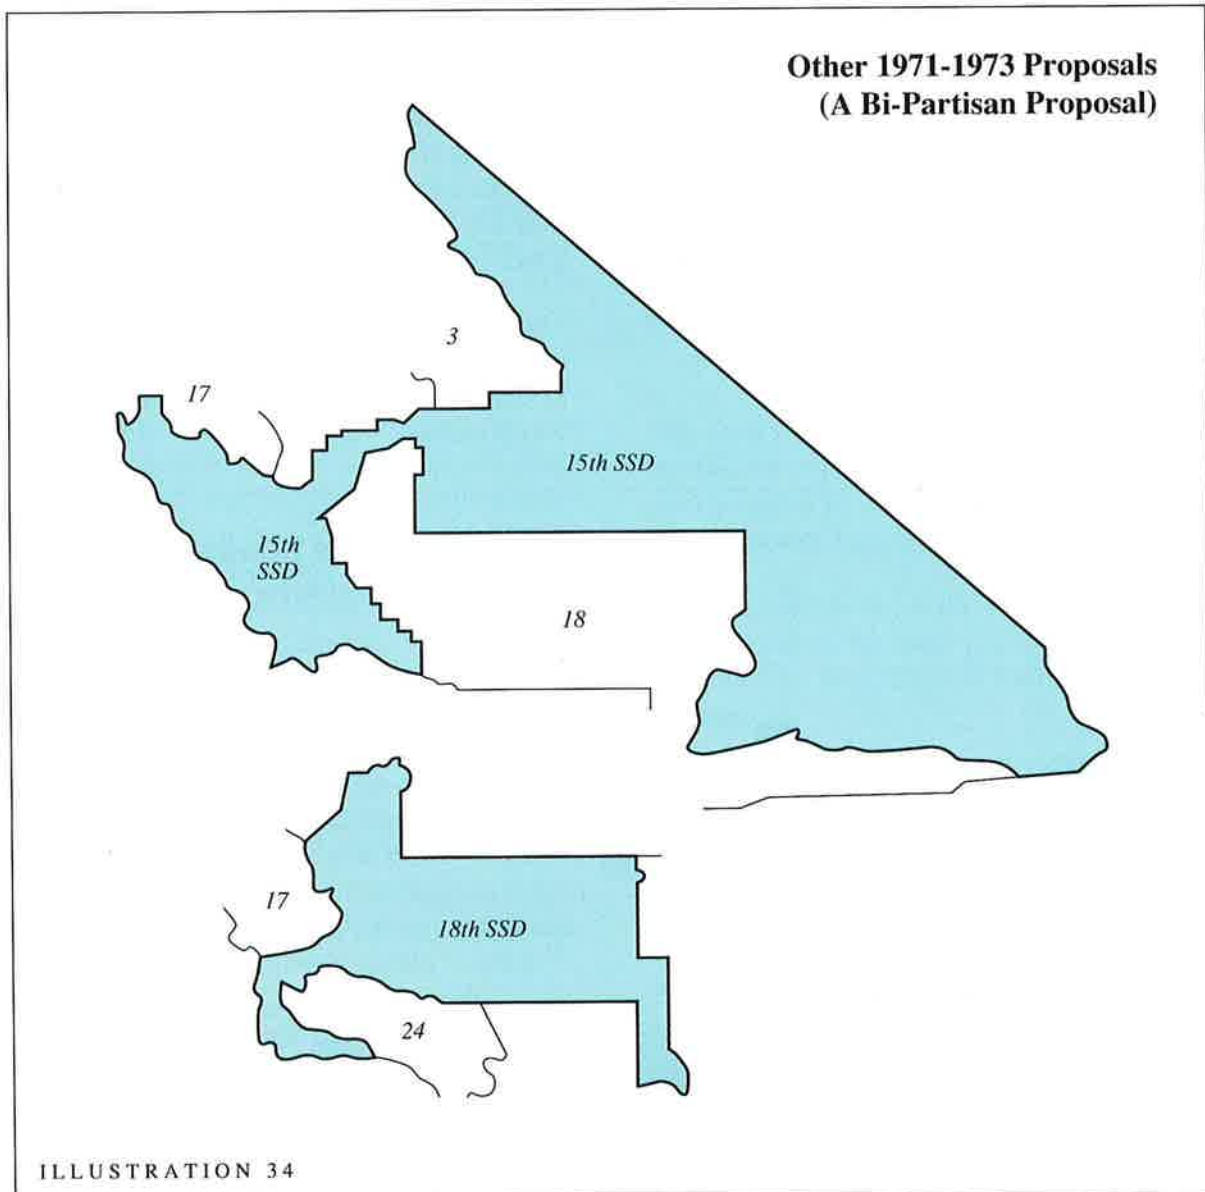 Other 1971-1973 Proposals
(A Bi-Partisan Proposal)
3
17
15th SSD
15th
SSD
18
17
18th SSD
24
ILLUSTRATION 34